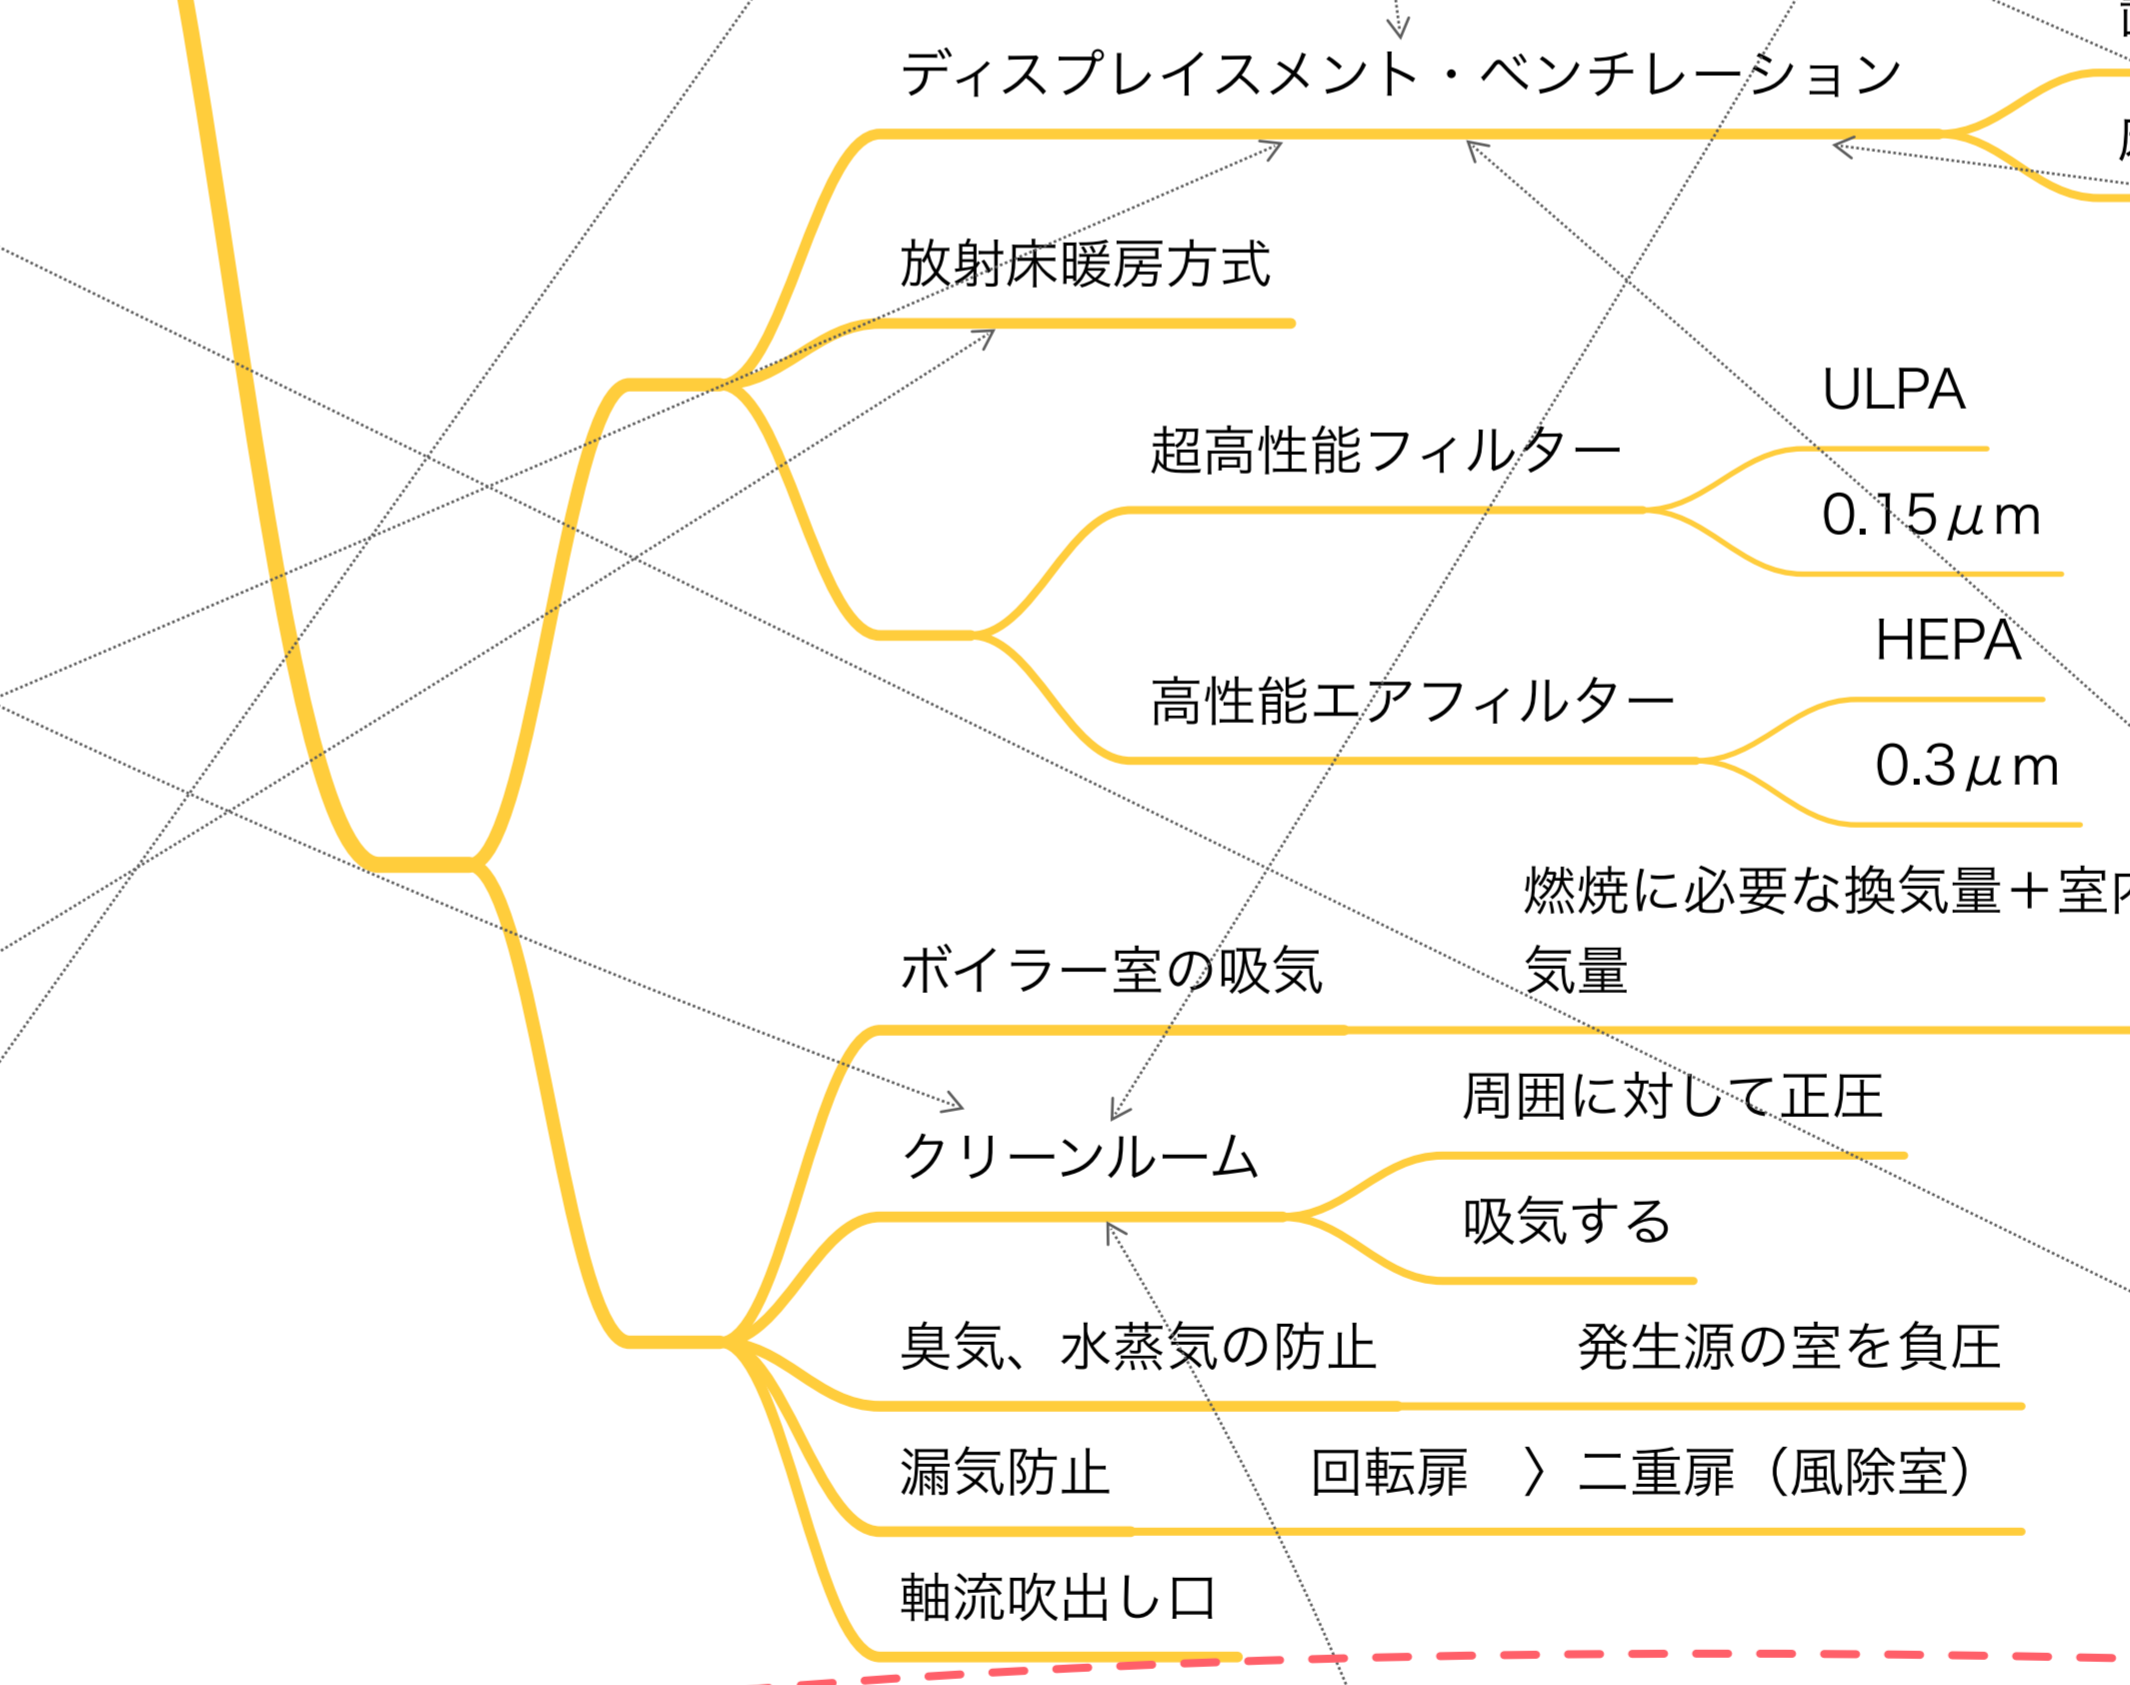 ディスプレイスメント・ベンチレーション
放射床暖房方式
超高性能フィルター
ULPA
0.15μm
高性能エアフィルター
HEPA
0.3μm
ボイラー室の吸気
燃焼に必要な換気量＋室
気量
クリーンルーム
周囲に対して正圧
吸気する
臭気、水蒸気の防止
発生源の室を負圧
漏気防止
回転扉　〉二重扉（風除室）
軸流吹出し口